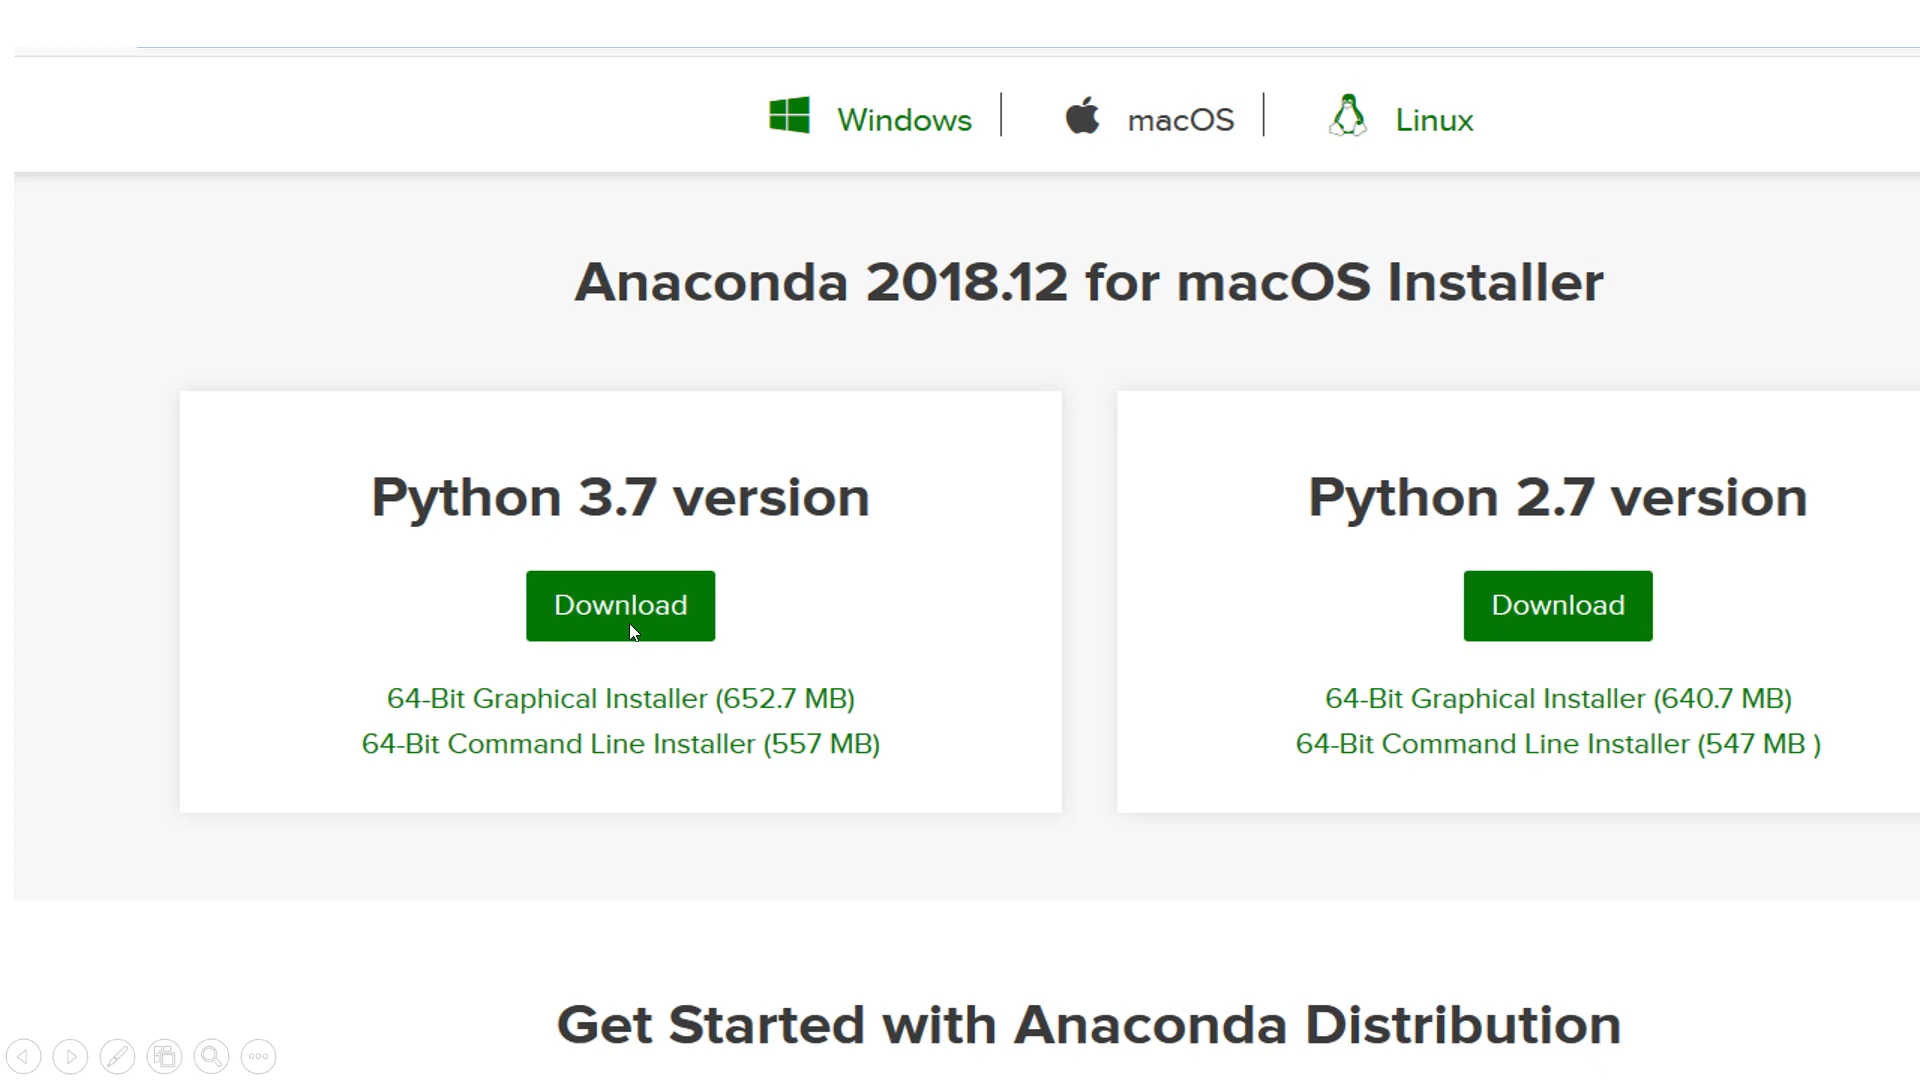 Windows
macOS
Linux
Anaconda 2018.12 for macOS Installer
Python 3.7 version
Download
64-Bit Graphical Installer (652.7 MB)
64-Bit Command Line Installer (557 MB)
Python 2.7 version
Download
64-Bit Graphical Installer (640.7 MB)
64-Bit Command Line Installer (547 MB )
Get Started with Anaconda Distribution